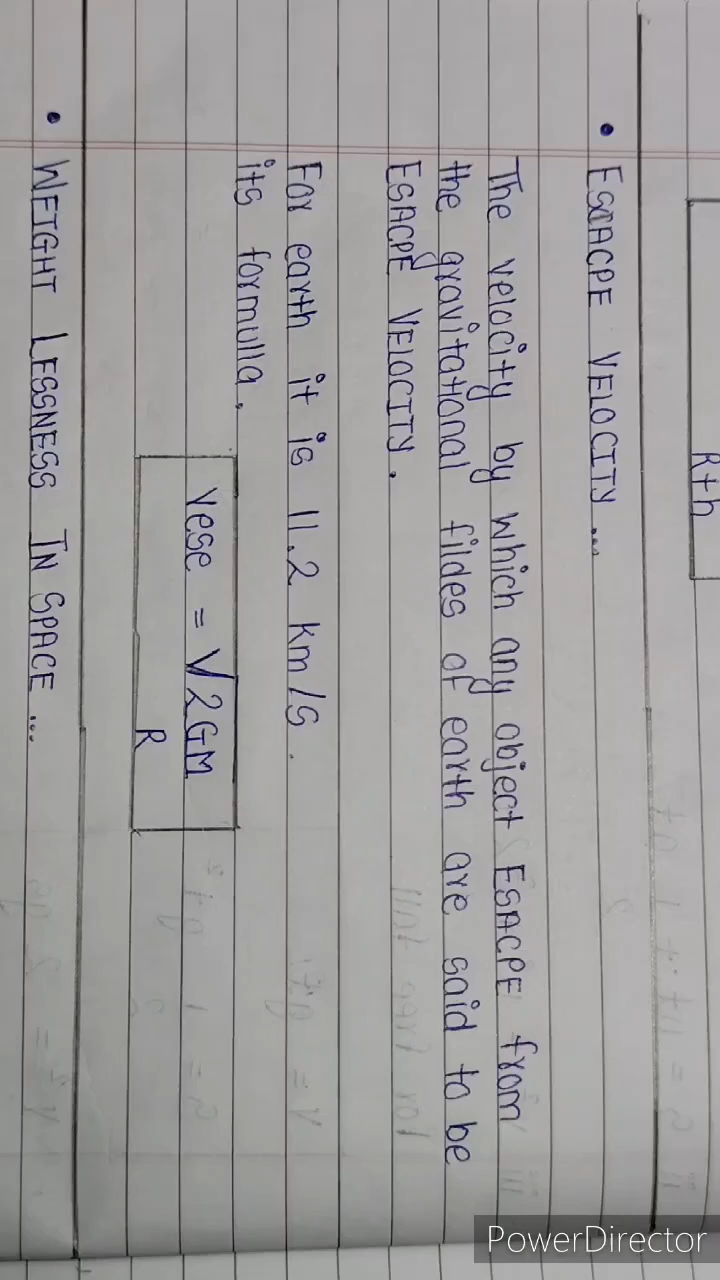 R+h
• ESCACPE VELOCITY...
The velocity by which any object ESACPE from
the gravitational fildes of earth are said to be
ESACPE VELOCITY.
For earth it is 11.2 km/s.
its formulla.
Vese = √2GM
R
• WEIGHT LESSNESS IN SPACE...
PowerDirector